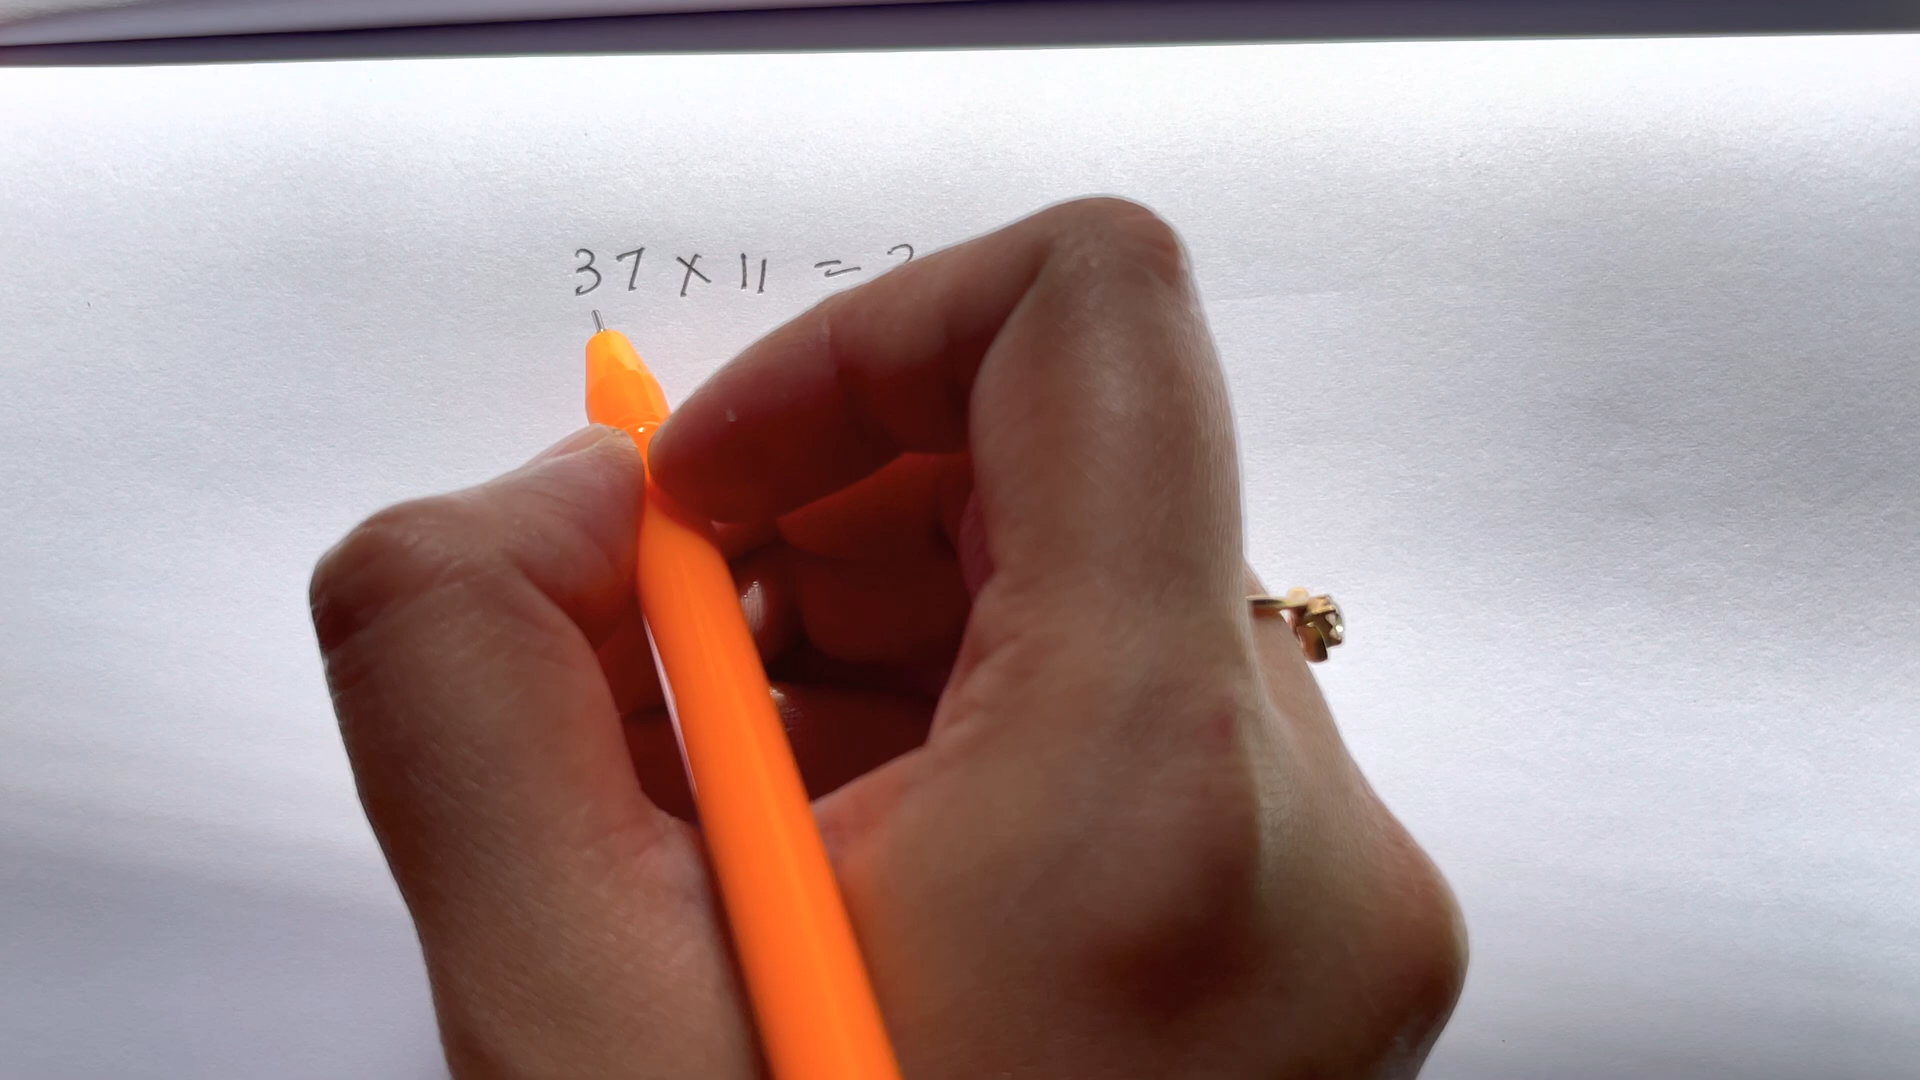 37 × 11 =